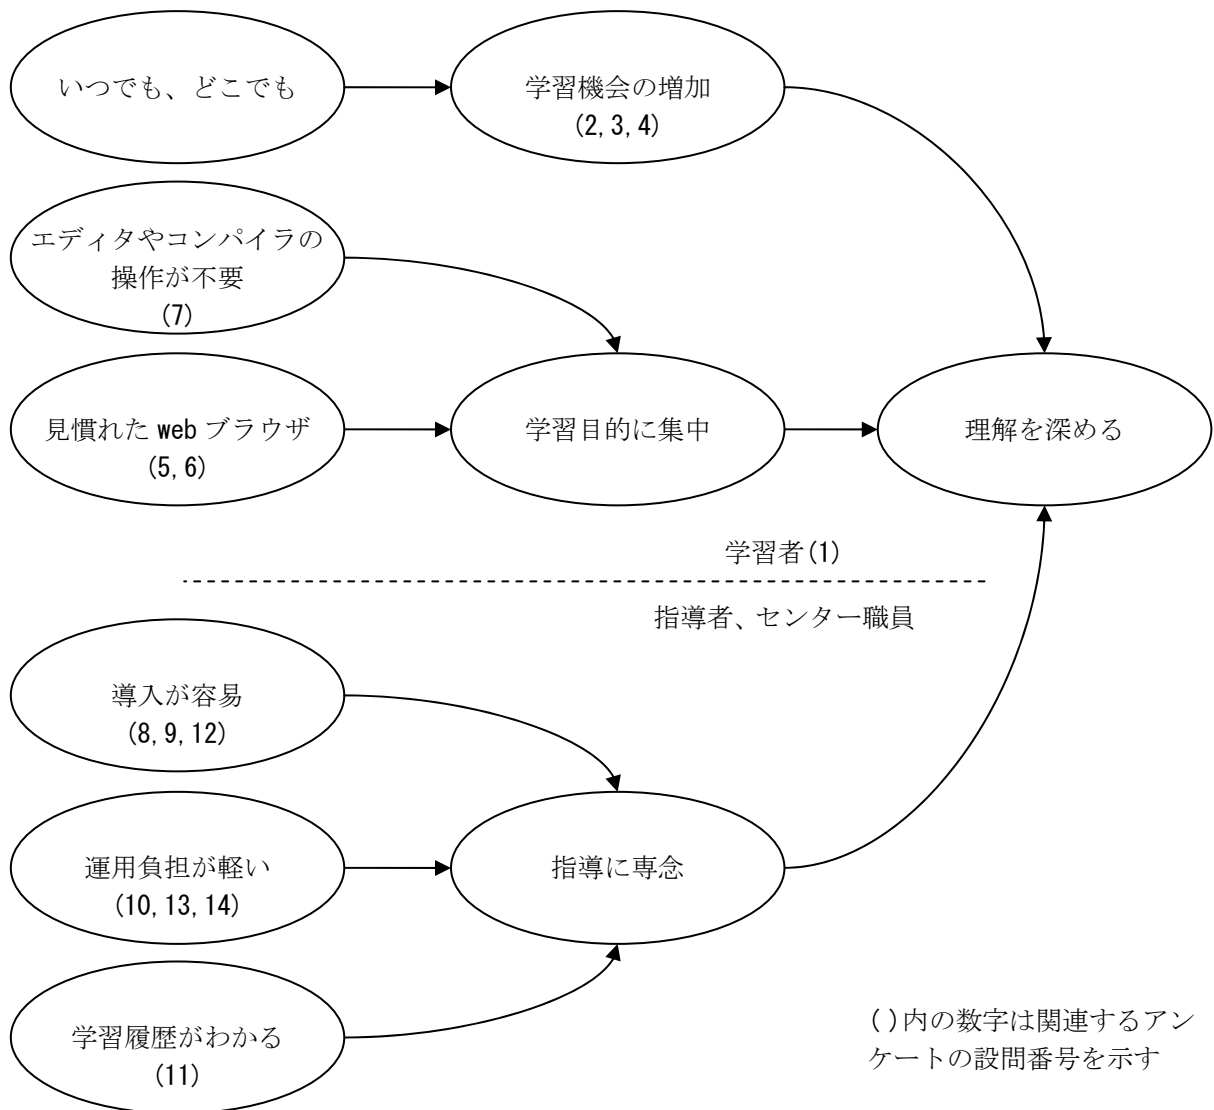 いつでも、どこでも
学習機会の増加
(2, 3, 4)
エディタやコンパイラの
操作が不要
(7)
見慣れた web ブラウザ
(5, 6)
学習目的に集中
理解を深める
学習者(1)
指導者、センター職員
導入が容易
(8, 9, 12)
運用負担が軽い
(10, 13, 14)
指導に専念
学習履歴がわかる
(11)
( )内の数字は関連するアン
ケートの設問番号を示す